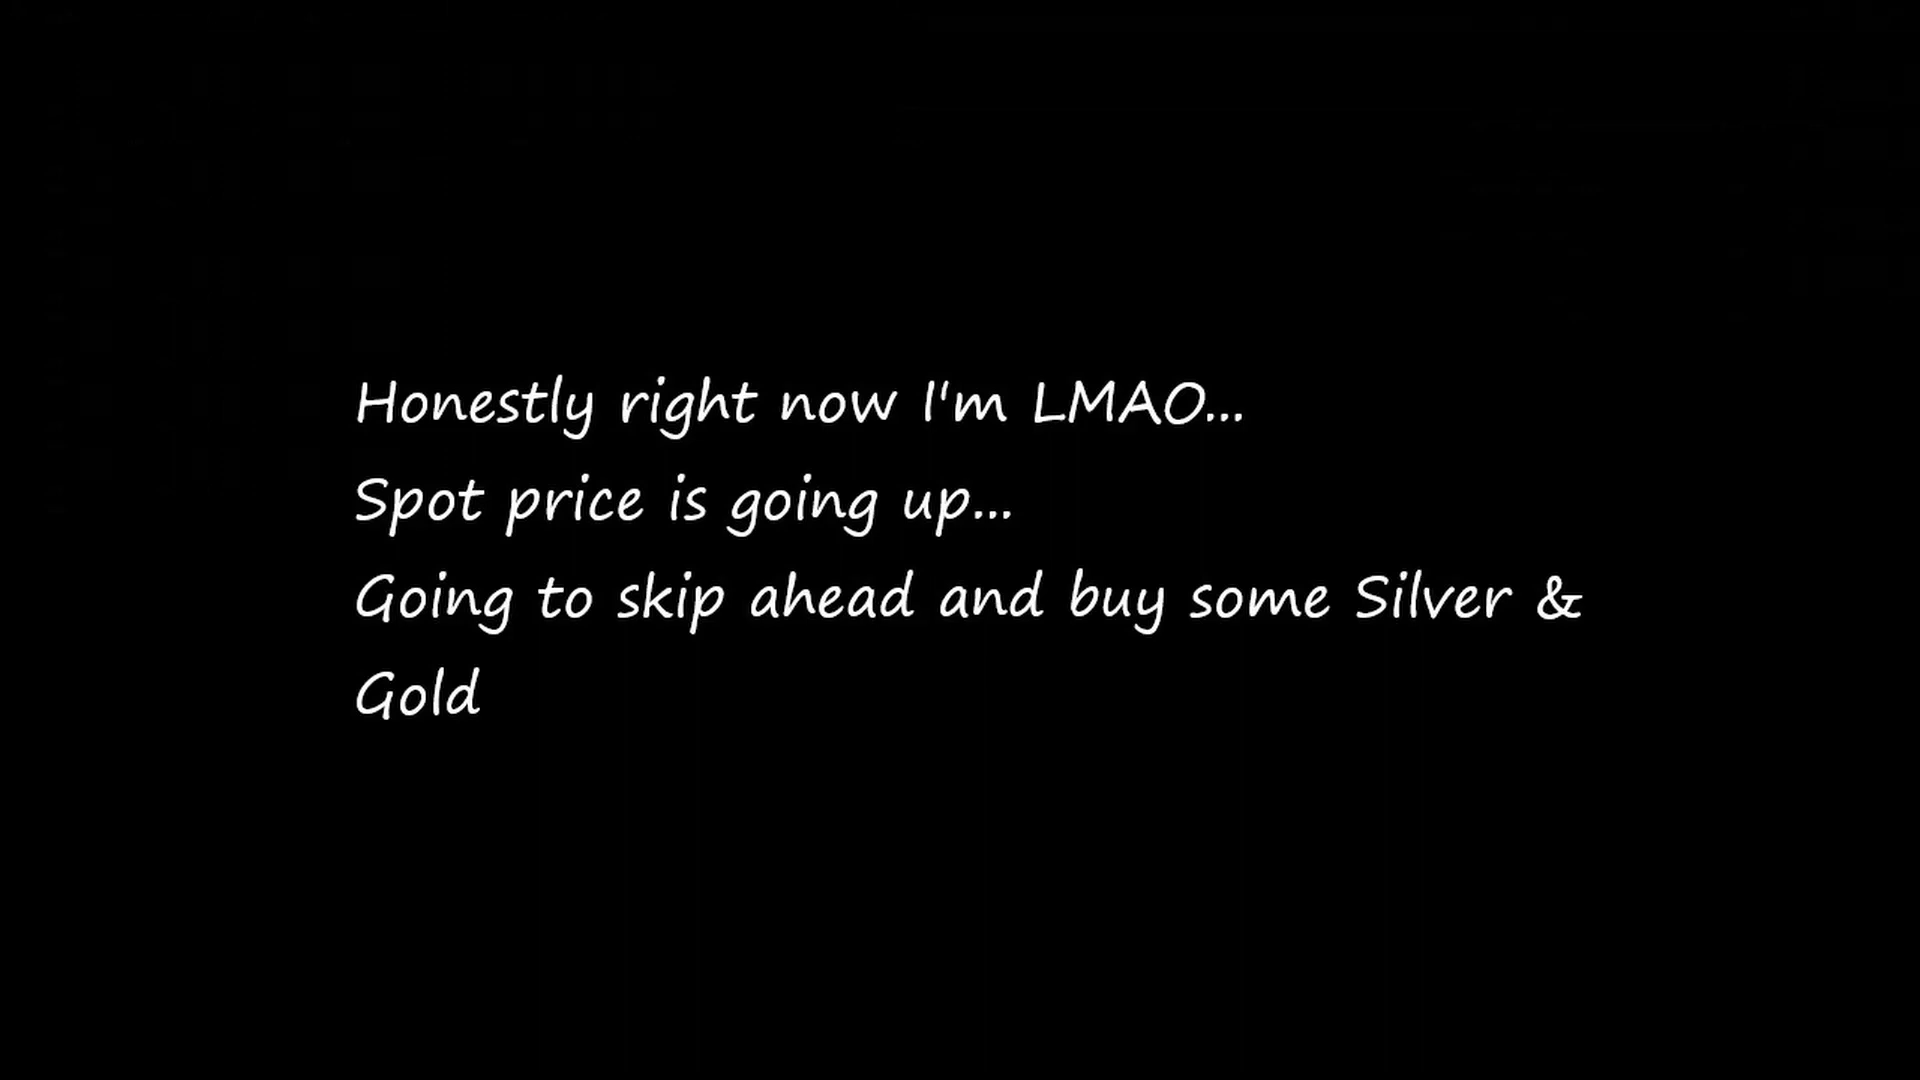 Honestly right now I'm LMAO...
Spot price is going up...
Going to skip ahead and buy some Silver &
Gold